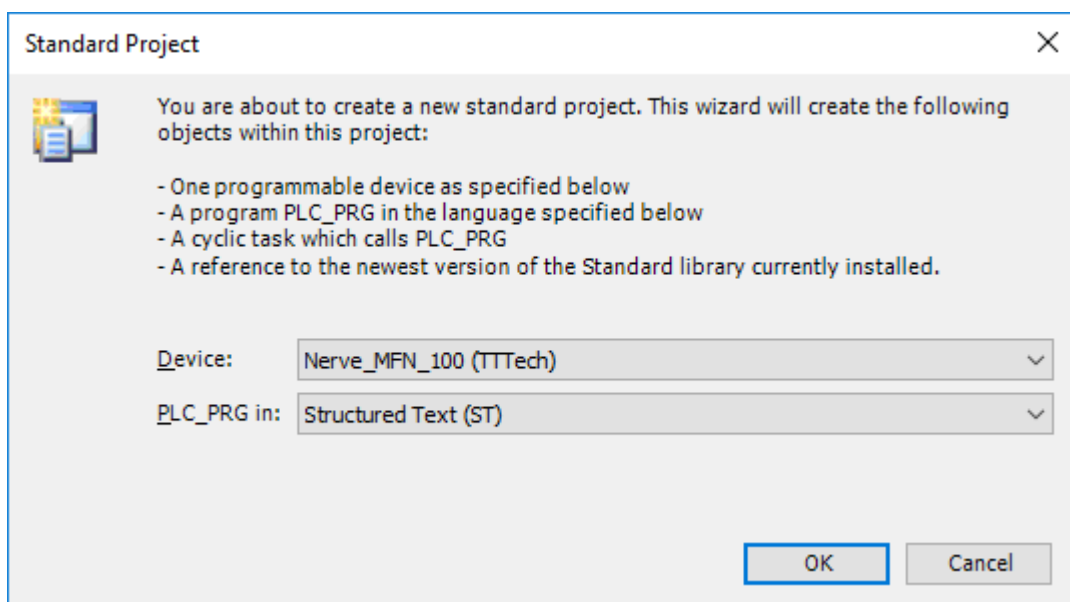 Standard Project
You are about to create a new standard project. This wizard will create the following
objects within this project:
- One programmable device as specified below
- A program PLC_PRG in the language specified below
- A cyclic task which calls PLC_PRG
- A reference to the newest version of the Standard library currently installed.
Device: Nerve_MFN_100 (TTTech)
PLC_PRG in: Structured Text (ST)
OK Cancel